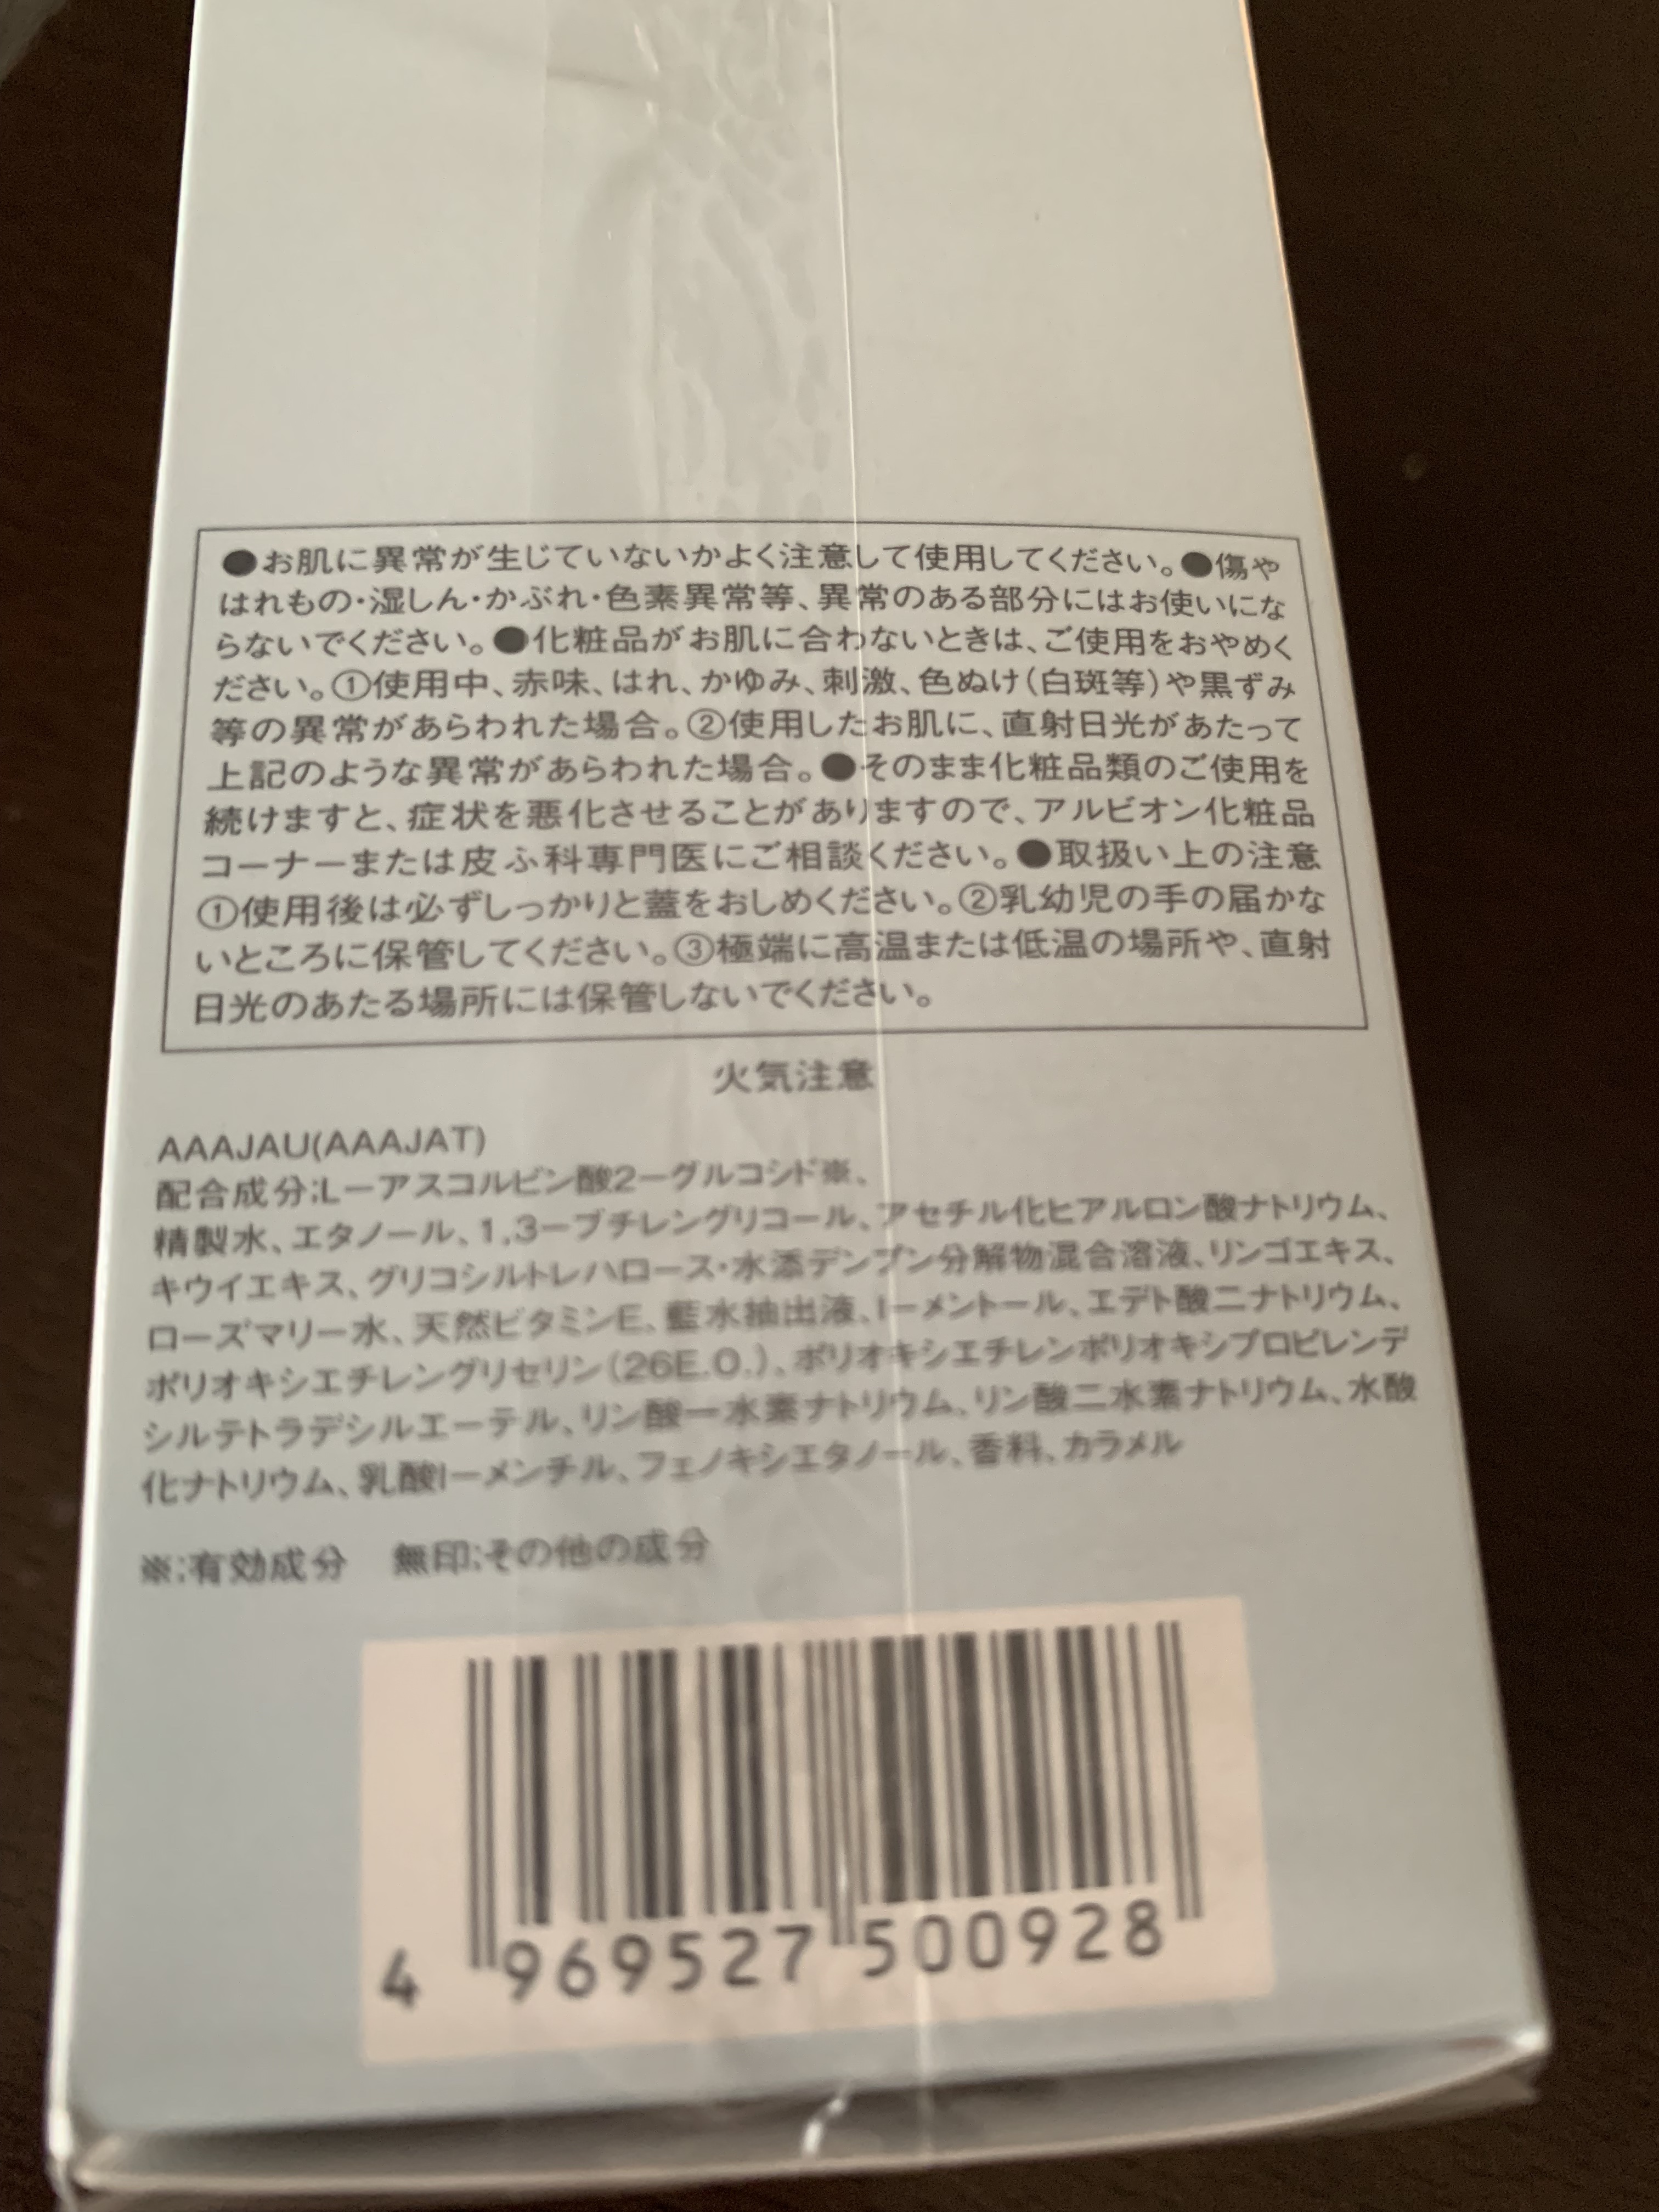 ●お肌に異常が生じていないかよく注意して使用してください。●傷や
はれもの・湿しん・かぶれ・色素異常等、異常のある部分にはお使いにな
らないでください。●化粧品がお肌に合わないときは、ご使用をおやめく
ださい。①使用中、赤味、はれ、かゆみ、刺激、色ぬけ(白斑等)や黒ずみ
等の異常があらわれた場合。②使用したお肌に、直射日光があたって
上記のような異常があらわれた場合。●そのまま化粧品類のご使用を
続けますと、症状を悪化させることがありますので、アルビオン化粧品
コーナーまたは皮ふ科専門医にご相談ください。●取扱い上の注意
①使用後は必ずしっかりと蓋をおしめください。②乳幼児の手の届かな
いところに保管してください。③極端に高温または低温の場所や、直射
日光のあたる場所には保管しないでください。
火気注意
AAAJAU(AAAJAT)
配合成分:L-アスコルビン酸2-グルコシド※、
精製水、エタノール、1,3-ブチレングリコール、アセチル化ヒアルロン酸ナトリウム、
キウイエキス、グリコシルトレハロース・水添デンプン分解物混合溶液、リンゴエキス、
ローズマリー水、天然ビタミンE、藍水抽出液、l-メントール、エデト酸二ナトリウム、
ポリオキシエチレングリセリン(26E.O.)、ポリオキシエチレンポリオキシプロピレンデ
シルテトラデシルエーテル、リン酸一水素ナトリウム、リン酸二水素ナトリウム、水酸
化ナトリウム、乳酸l-メンチル、フェノキシエタノール、香料、カラメル
※:有効成分 無印:その他の成分
4 969527 500928